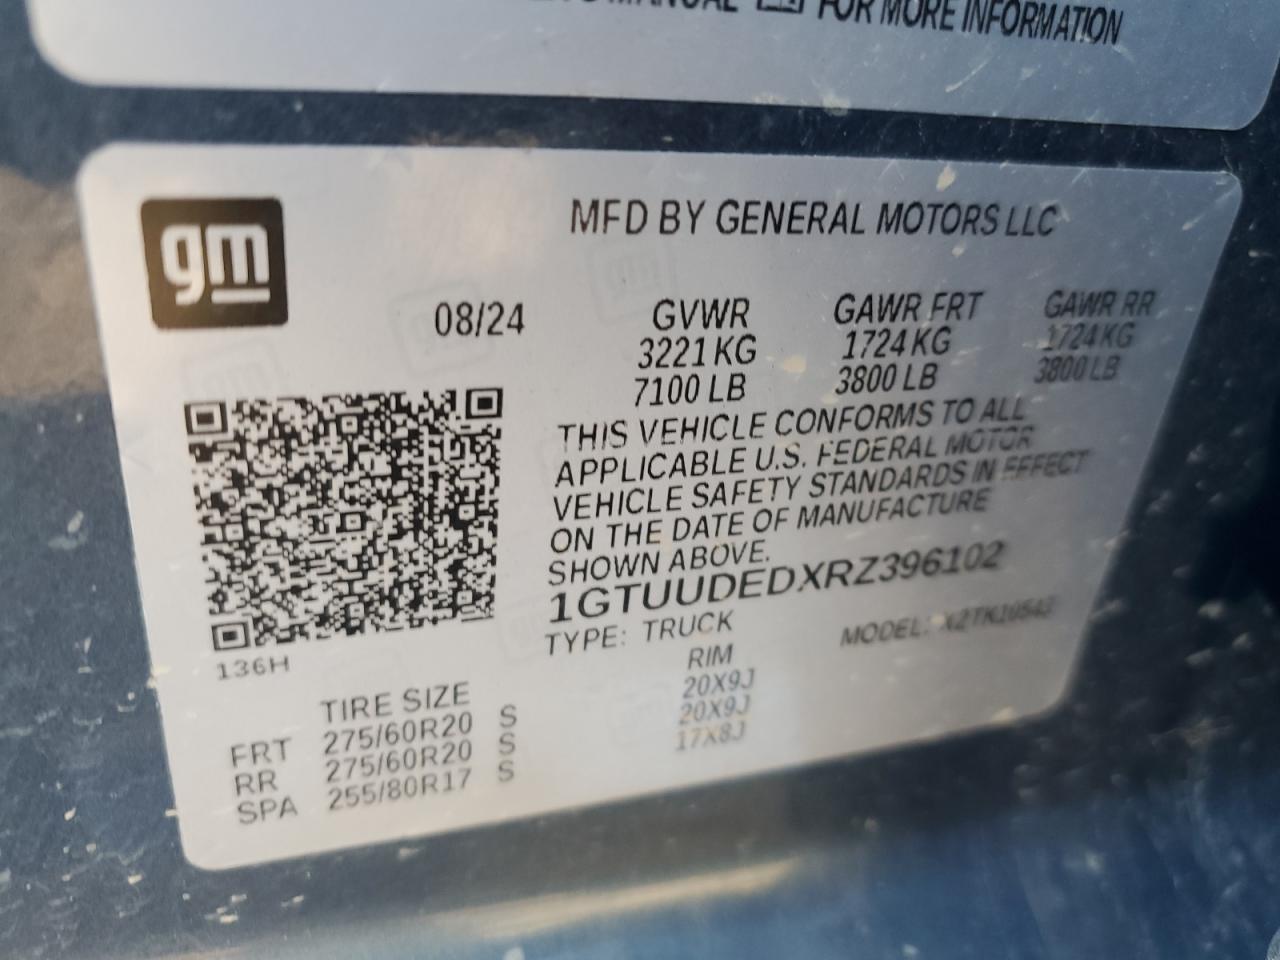 MANUAL FOR MORE INFORMATION
gm
MFD BY GENERAL MOTORS LLC
08/24
GVWR GAWR FRT GAWR RR
3221 KG 1724 KG 1724 KG
7100 LB 3800 LB 3800 LB
THIS VEHICLE CONFORMS TO ALL
APPLICABLE U.S. FEDERAL MOTOR
VEHICLE SAFETY STANDARDS IN EFFECT
ON THE DATE OF MANUFACTURE
SHOWN ABOVE.
1GTUUDEDXRZ396102
TYPE: TRUCK MODEL:
136H
TIRE SIZE RIM
FRT 275/60R20 S 20X9J
RR 275/60R20 S 20X9J
SPA 255/80R17 S 17X8J